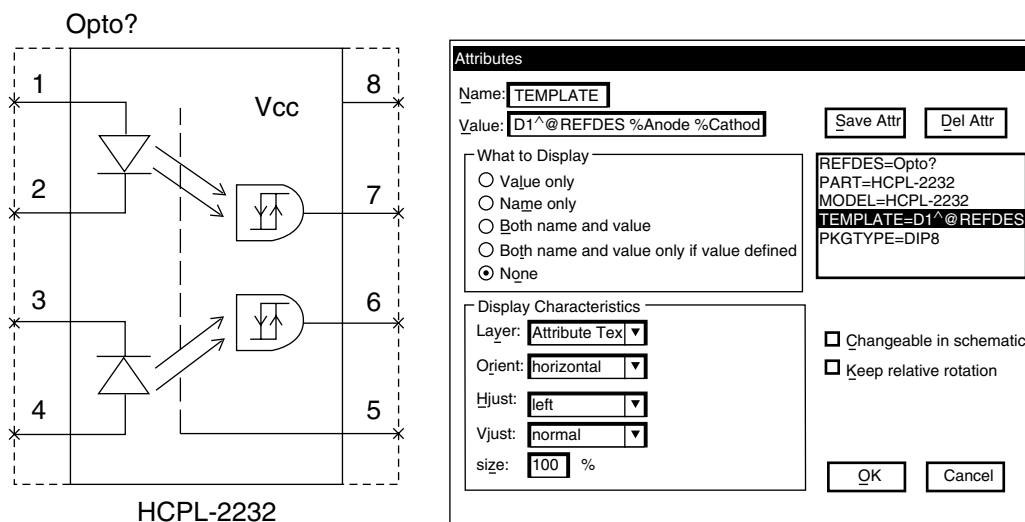 Opto?
1
8
Vcc
2
7
3
6
4
5
HCPL-2232
Attributes
Name: TEMPLATE
Value: D1^@REFDES %Anode %Cathod
Save Attr
Del Attr
What to Display
Value only
Name only
Both name and value
Both name and value only if value defined
None
REFDES=Opto?
PART=HCPL-2232
MODEL=HCPL-2232
TEMPLATE=D1^@REFDES
PKGTYPE=DIP8
Display Characteristics
Layer: Attribute Tex
Orient: horizontal
Hjust: left
Vjust: normal
size: 100 %
Changeable in schematic
Keep relative rotation
OK
Cancel